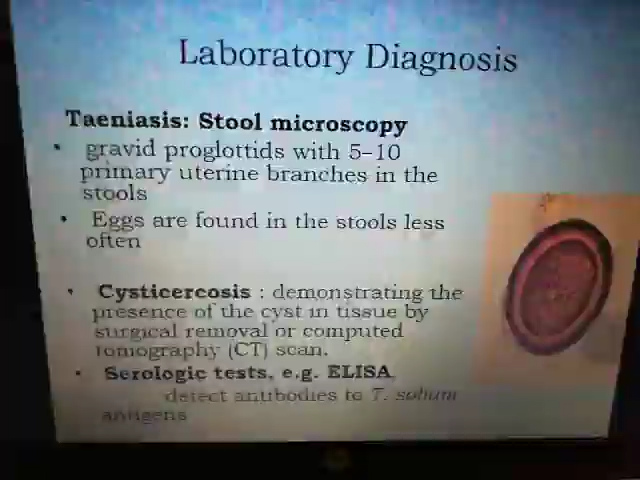 Laboratory Diagnosis
Taeniasis: Stool microscopy
• gravid proglottids with 5-10
primary uterine branches in the
stools
• Eggs are found in the stools less
often
• Cysticercosis : demonstrating the
presence of the cyst in tissue by
surgical removal or computed
tomography (CT) scan.
• Serologic tests, e.g. ELISA
detect antibodies to T. solium
antigens